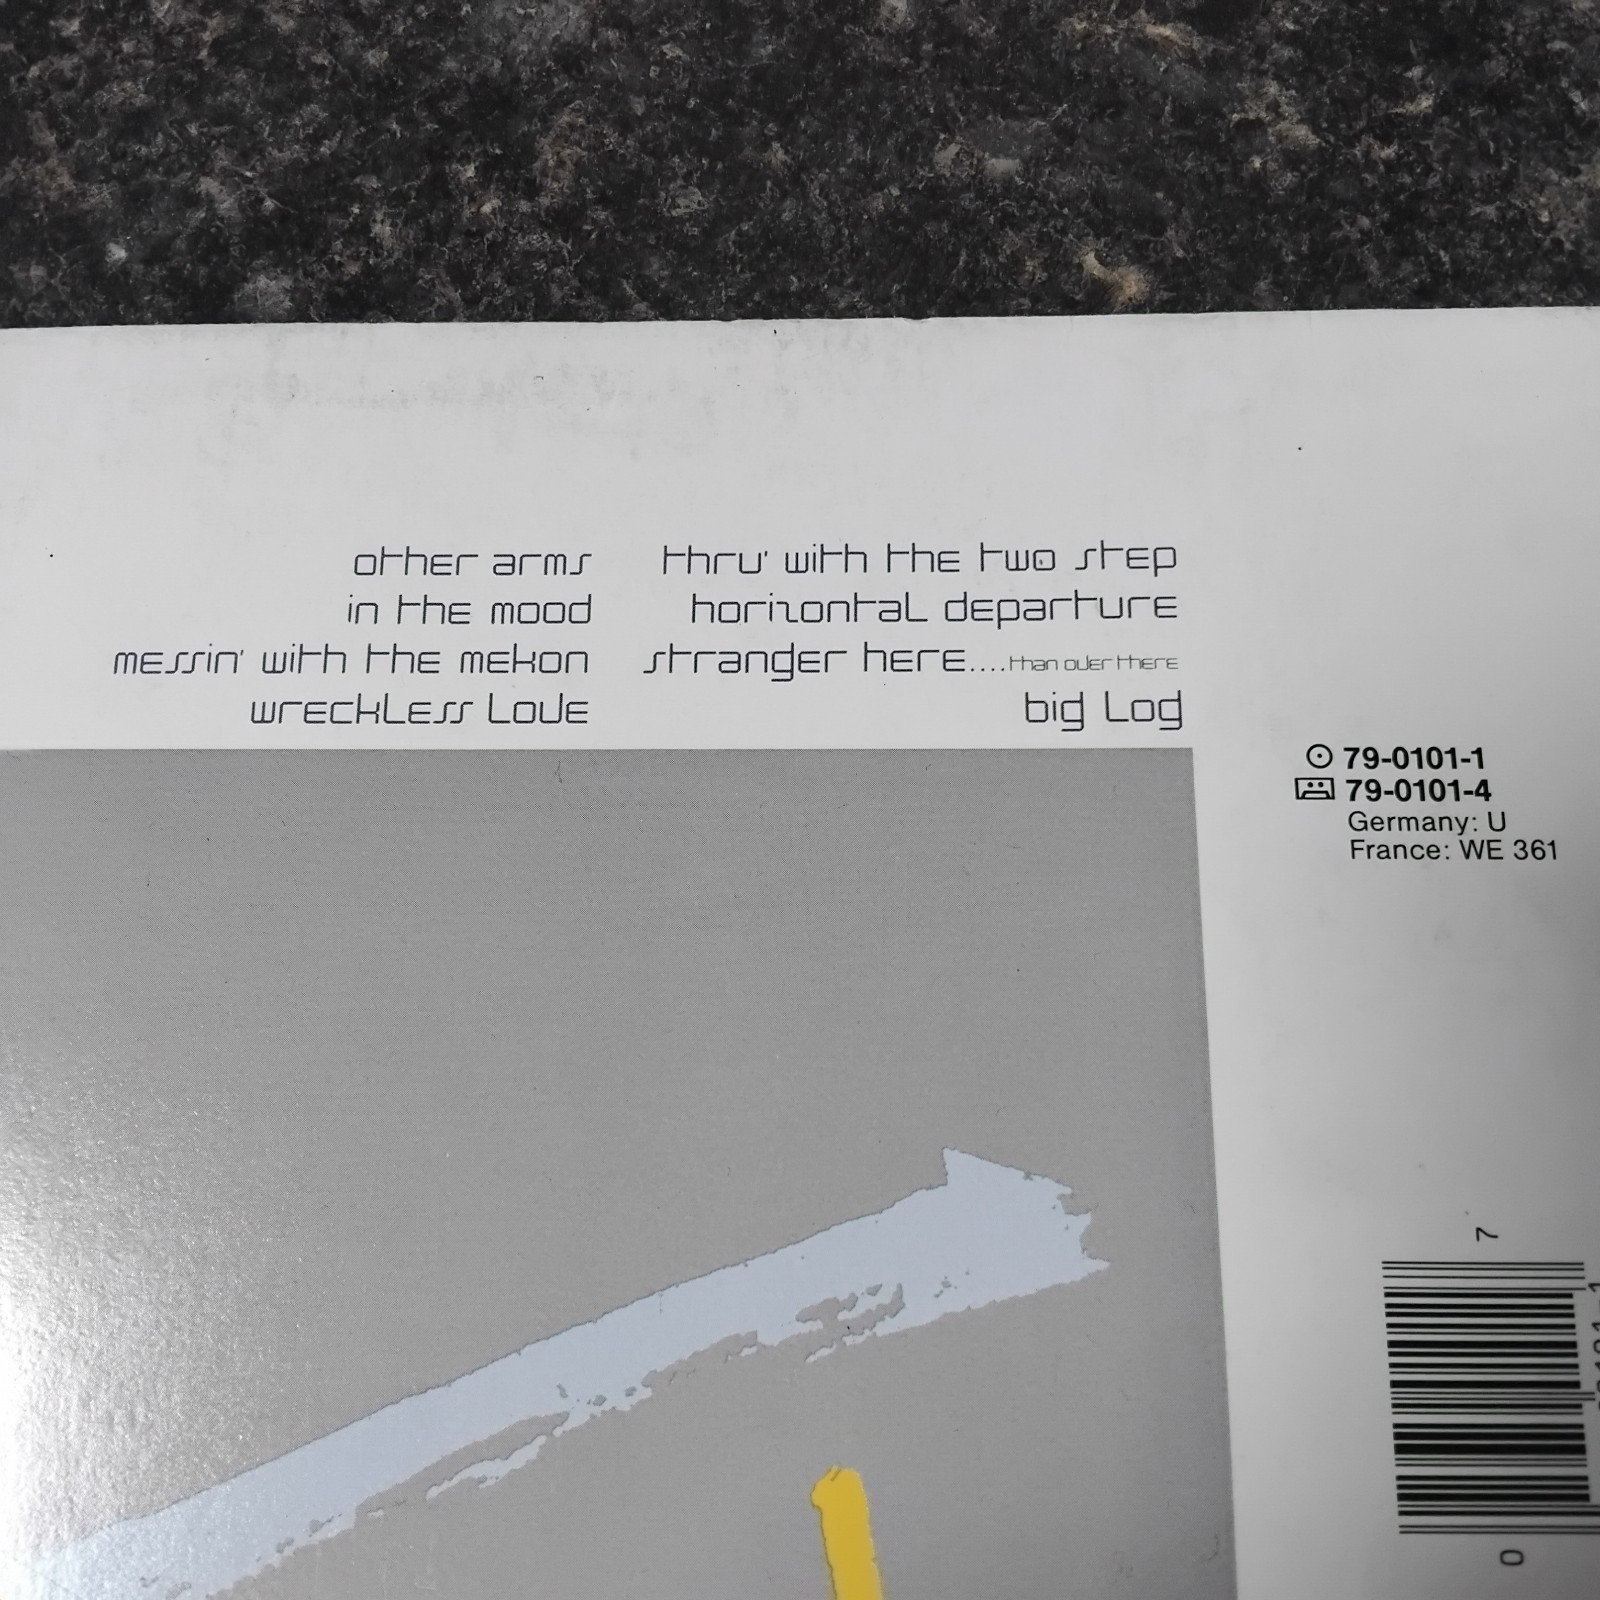 other arms
in the mood
messin' with the mekon
wreckless love
thru' with the two step
horizontal departure
stranger here....than over there
big log
79-0101-1
79-0101-4
Germany: U
France: WE 361
7
0